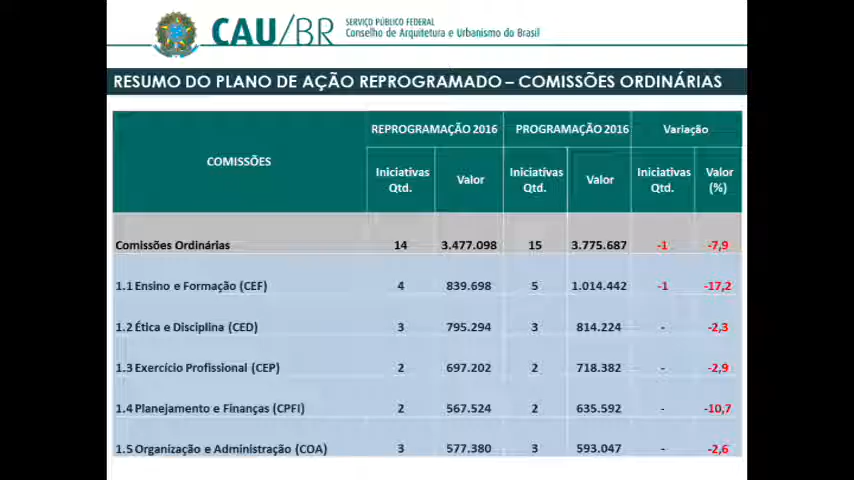 CAU/BR
SERVIÇO PÚBLICO FEDERAL
Conselho de Arquitetura e Urbanismo do Brasil
RESUMO DO PLANO DE AÇÃO REPROGRAMADO – COMISSÕES ORDINÁRIAS
COMISSÕES REPROGRAMAÇÃO 2016 PROGRAMAÇÃO 2016 Variação
Iniciativas Qtd. Valor Iniciativas Qtd. Valor Iniciativas Qtd. Valor (%)
Comissões Ordinárias 14 3.477.098 15 3.775.687 -1 -7,9
1.1 Ensino e Formação (CEF) 4 839.698 5 1.014.442 -1 -17,2
1.2 Ética e Disciplina (CED) 3 795.294 3 814.224 - -2,3
1.3 Exercício Profissional (CEP) 2 697.202 2 718.382 - -2,9
1.4 Planejamento e Finanças (CPFI) 2 567.524 2 635.592 - -10,7
1.5 Organização e Administração (COA) 3 577.380 3 593.047 - -2,6